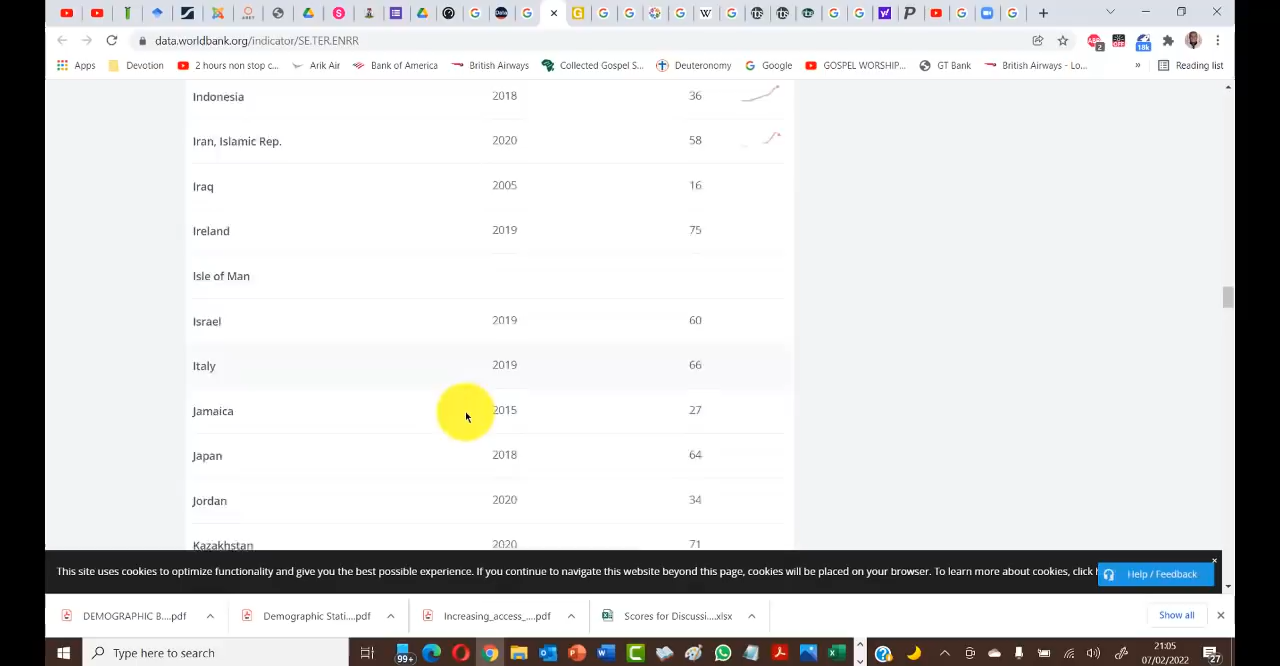 data.worldbank.org/indicator/SE.TER.ENRR
Apps Devotion 2 hours non stop c... Arik Air Bank of America British Airways Collected Gospel S... Deuteronomy Google GOSPEL WORSHIP... GT Bank British Airways - Lo... » Reading list
Indonesia 2018 36
Iran, Islamic Rep. 2020 58
Iraq 2005 16
Ireland 2019 75
Isle of Man
Israel 2019 60
Italy 2019 66
Jamaica 2015 27
Japan 2018 64
Jordan 2020 34
Kazakhstan 2020 71
This site uses cookies to optimize functionality and give you the best possible experience. If you continue to navigate this website beyond this page, cookies will be placed on your browser. To learn more about cookies, click
Help / Feedback
DEMOGRAPHIC B....pdf Demographic Stati....pdf Increasing_access_....pdf Scores for Discussi....xlsx Show all
Type here to search
99+
21:05
07/02/2022
27